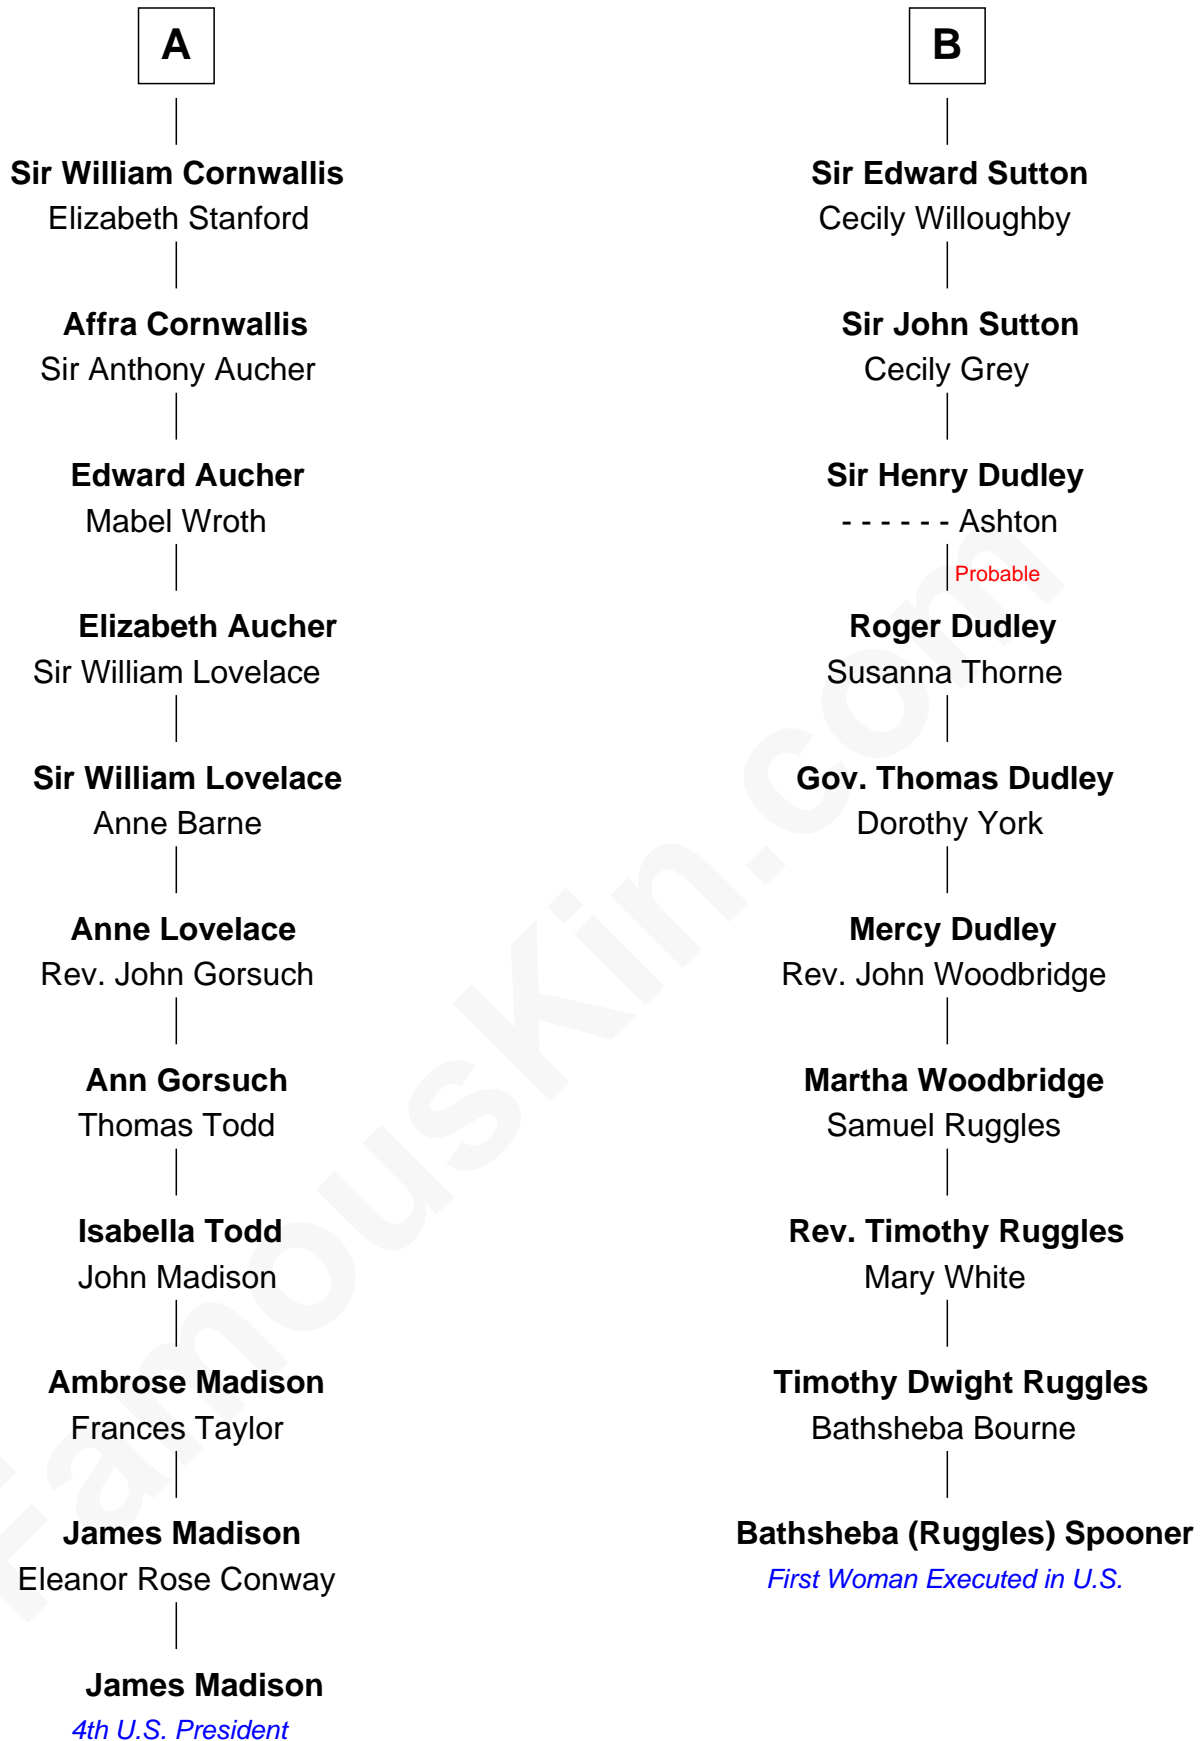 A
Sir William Cornwallis
Elizabeth Stanford
Affra Cornwallis
Sir Anthony Aucher
Edward Aucher
Mabel Wroth
Elizabeth Aucher
Sir William Lovelace
Sir William Lovelace
Anne Barne
Anne Lovelace
Rev. John Gorsuch
Ann Gorsuch
Thomas Todd
Isabella Todd
John Madison
Ambrose Madison
Frances Taylor
James Madison
Eleanor Rose Conway
James Madison
4th U.S. President
B
Sir Edward Sutton
Cecily Willoughby
Sir John Sutton
Cecily Grey
Sir Henry Dudley
- - - - - - Ashton
Probable
Roger Dudley
Susanna Thorne
Gov. Thomas Dudley
Dorothy York
Mercy Dudley
Rev. John Woodbridge
Martha Woodbridge
Samuel Ruggles
Rev. Timothy Ruggles
Mary White
Timothy Dwight Ruggles
Bathsheba Bourne
Bathsheba (Ruggles) Spooner
First Woman Executed in U.S.
FamousKin.com